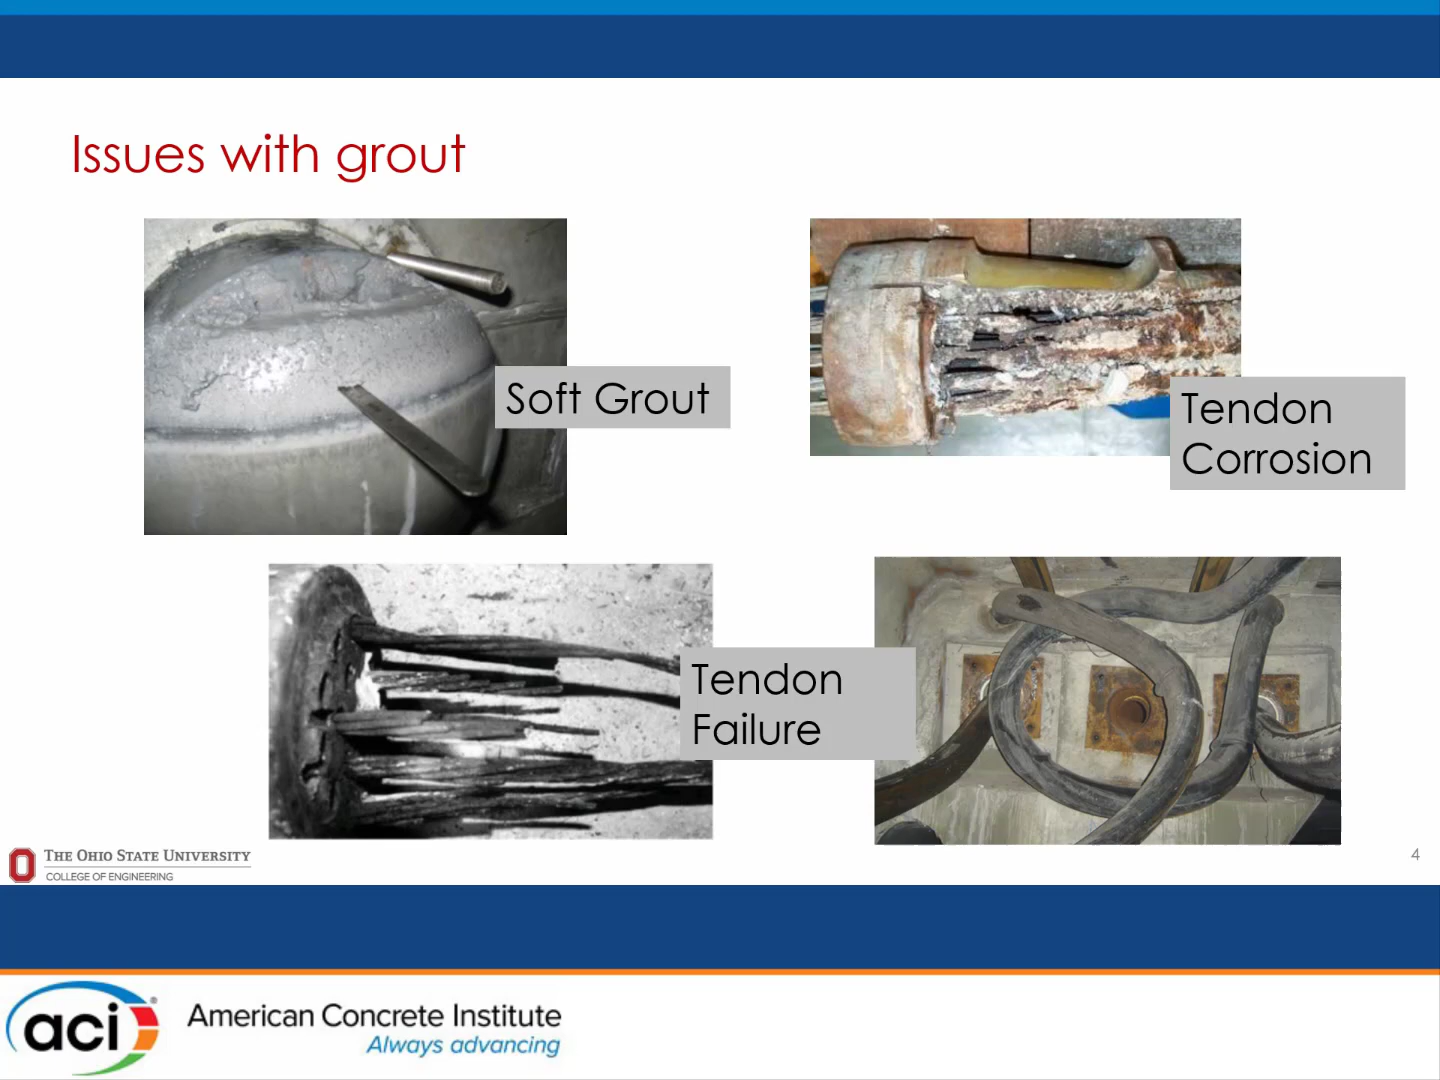 Issues with grout
Soft Grout
Tendon
Corrosion
Tendon
Failure
THE OHIO STATE UNIVERSITY
COLLEGE OF ENGINEERING
4
aci
American Concrete Institute
Always advancing